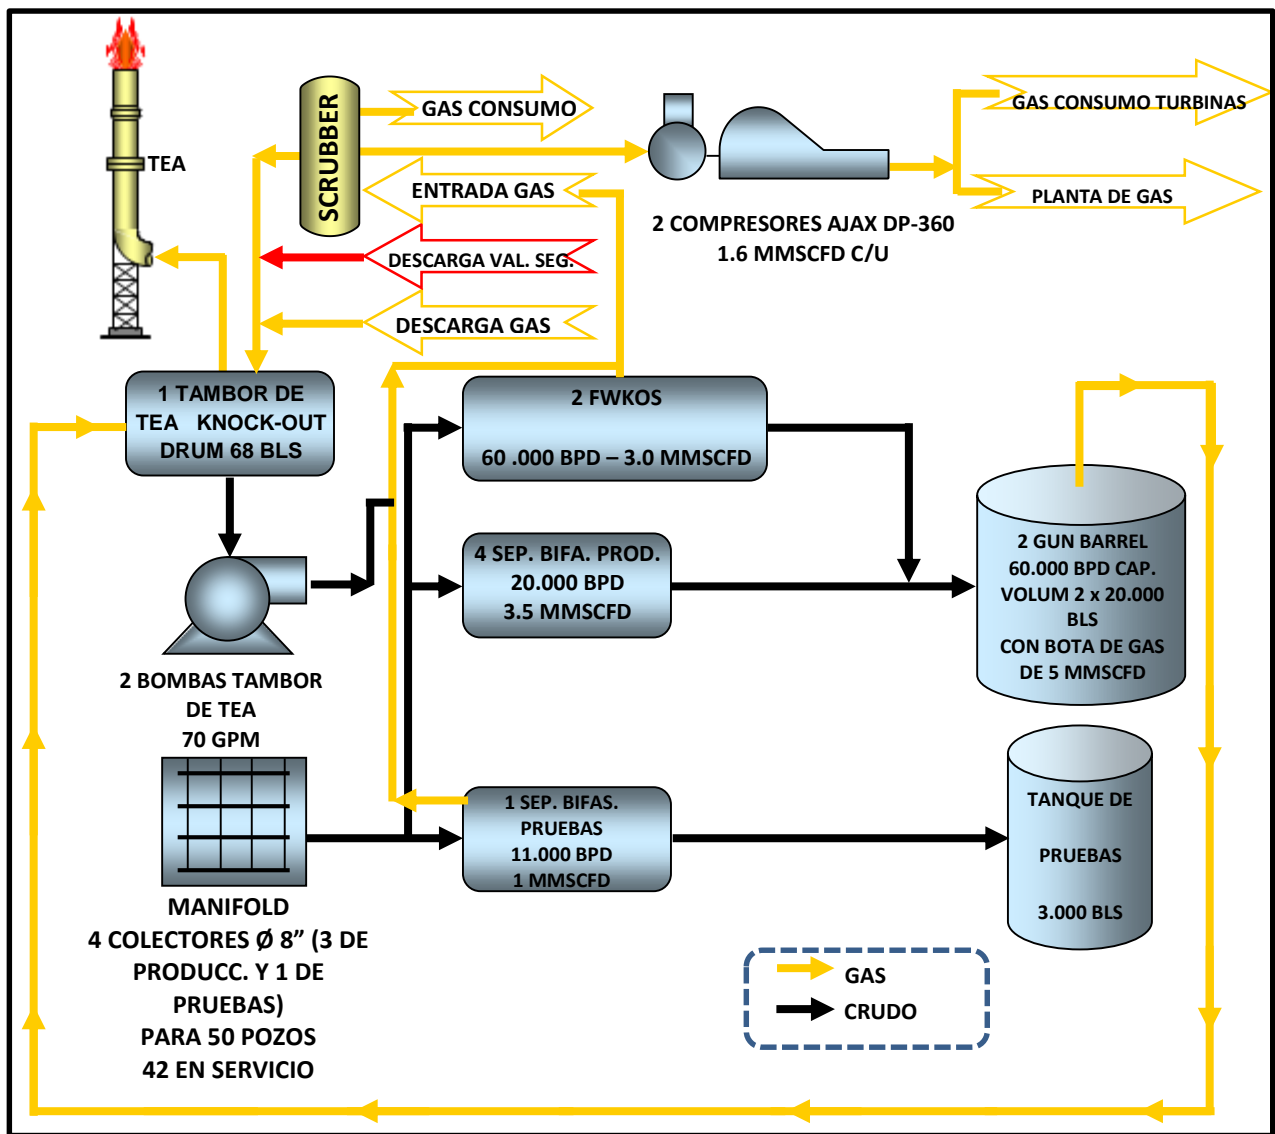 GAS CONSUMO
GAS CONSUMO TURBINAS
SCRUBBER
TEA
ENTRADA GAS
PLANTA DE GAS
2 COMPRESORES AJAX DP-360
1.6 MMSCFD C/U
DESCARGA VAL. SEG.
DESCARGA GAS
1 TAMBOR DE
TEA KNOCK-OUT
DRUM 68 BLS
2 FWKOS
60 .000 BPD – 3.0 MMSCFD
4 SEP. BIFA. PROD.
20.000 BPD
3.5 MMSCFD
2 GUN BARREL
60.000 BPD CAP.
VOLUM 2 x 20.000
BLS
CON BOTA DE GAS
DE 5 MMSCFD
2 BOMBAS TAMBOR
DE TEA
70 GPM
1 SEP. BIFAS.
PRUEBAS
11.000 BPD
1 MMSCFD
TANQUE DE
PRUEBAS
3.000 BLS
MANIFOLD
4 COLECTORES Ø 8” (3 DE
PRODUCC. Y 1 DE
PRUEBAS)
PARA 50 POZOS
42 EN SERVICIO
GAS
CRUDO